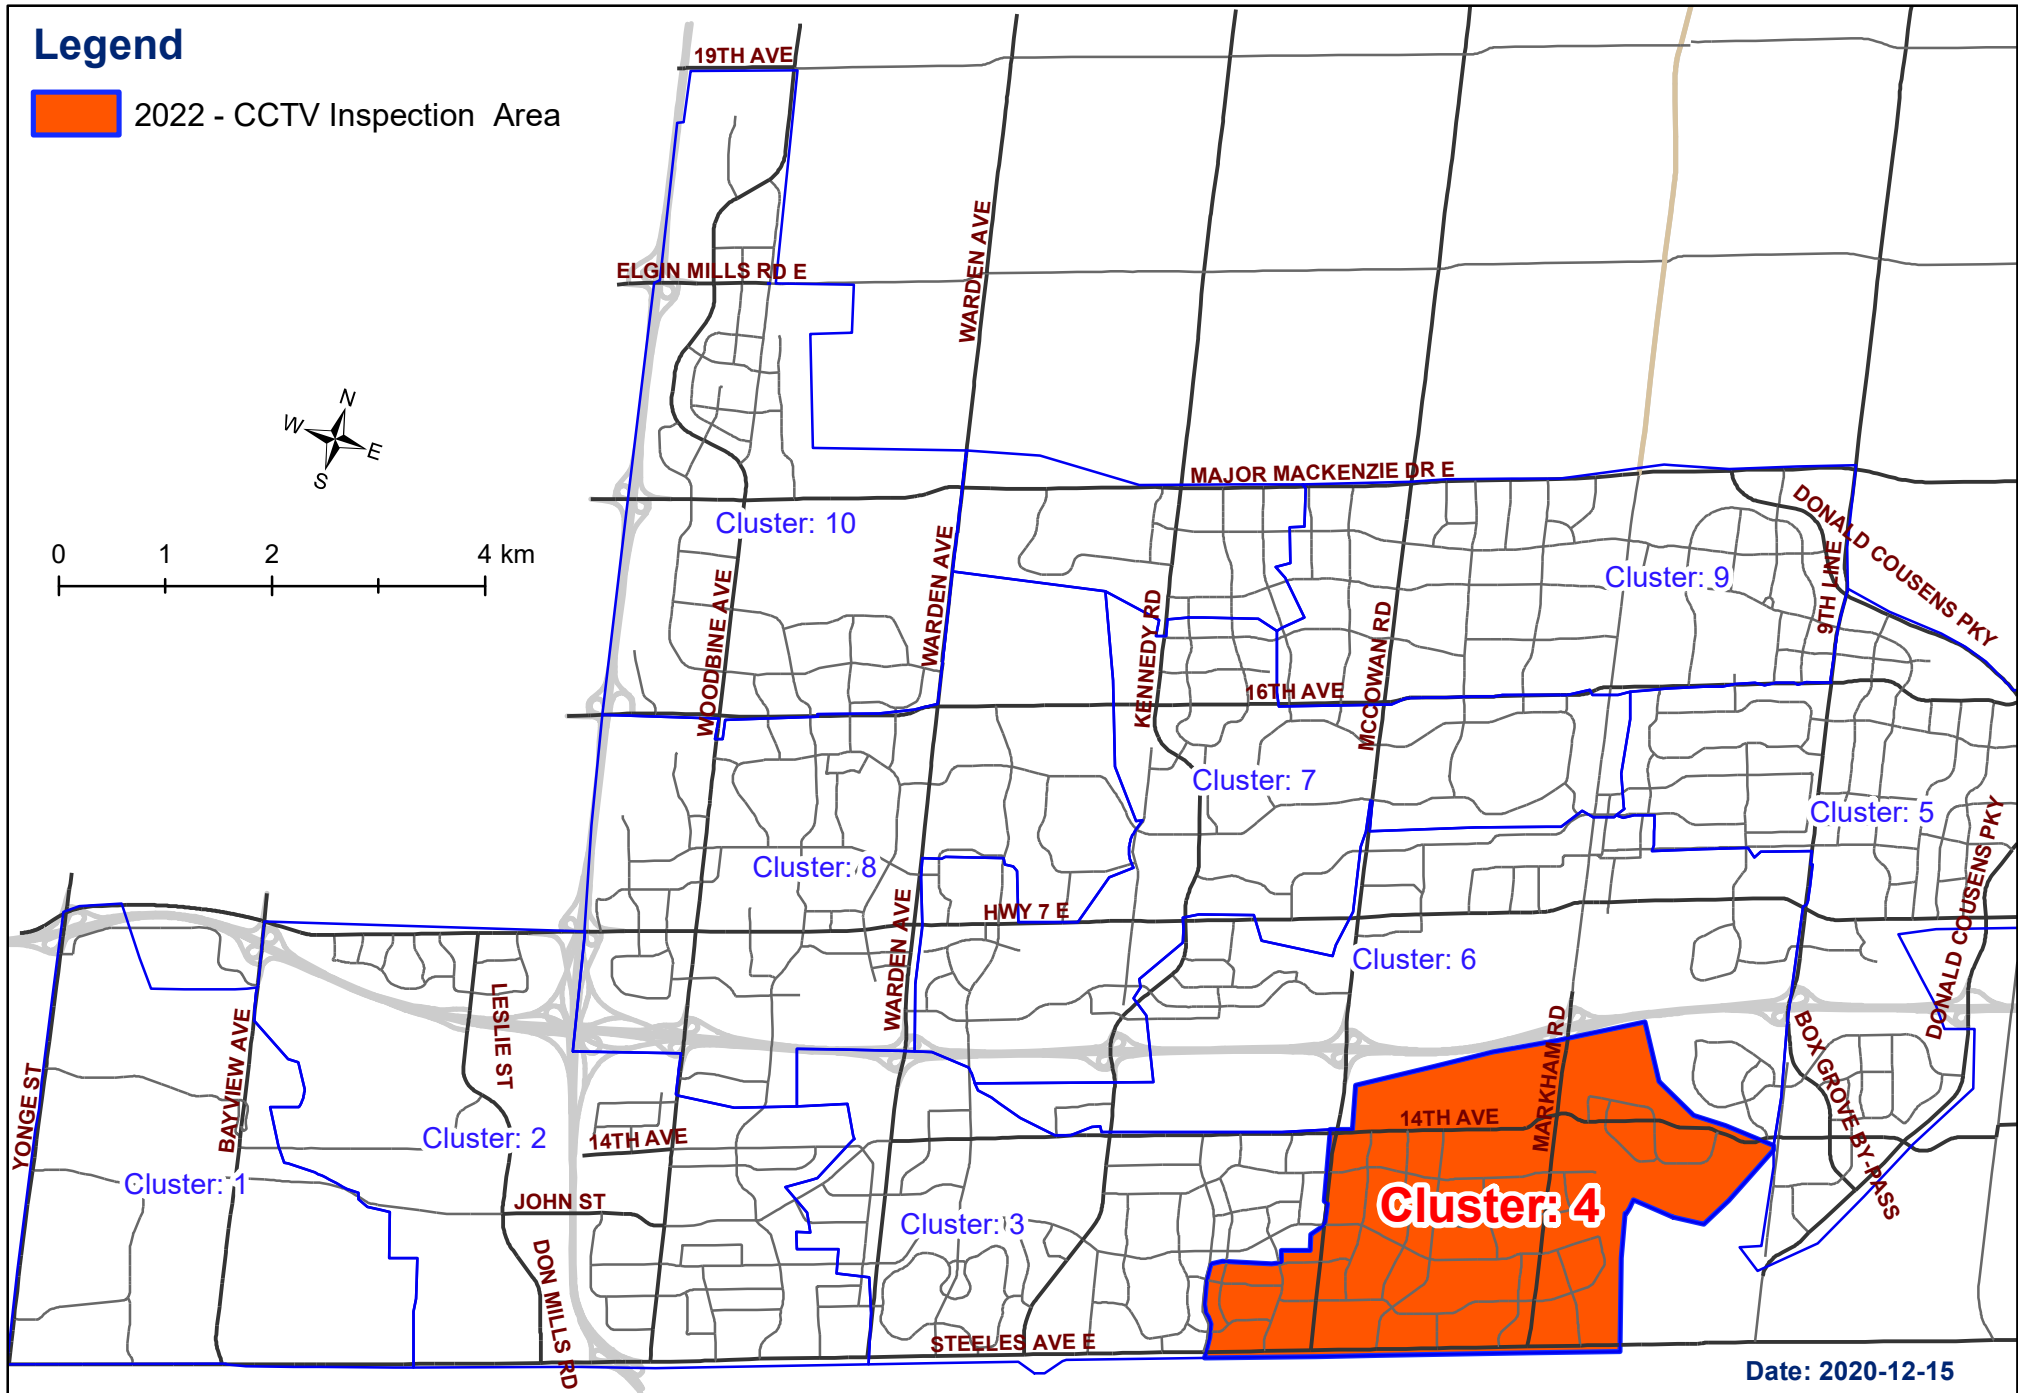 Legend
2022 - CCTV Inspection  Area
19TH AVE
WARDEN AVE
ELGIN MILLS RD E
N
W
E
S
MAJOR MACKENZIE DR E
DONALD COUSENS PKY
Cluster: 10
0 1 2 4 km
WARDEN AVE
9TH LINE
Cluster: 9
WOODBINE AVE
KENNEDY RD
MCCOWAN RD
16TH AVE
Cluster: 7
Cluster: 5
DONALD COUSENS PKY
Cluster: 8
HWY 7 E
WARDEN AVE
Cluster: 6
LESLIE ST
BAYVIEW AVE
YONGE ST
MARKHAM RD
BOX GROVE BY-PASS
14TH AVE
Cluster: 2
14TH AVE
Cluster: 1
JOHN ST
Cluster: 4
Cluster: 3
DON MILLS RD
STEELES AVE E
Date: 2020-12-15